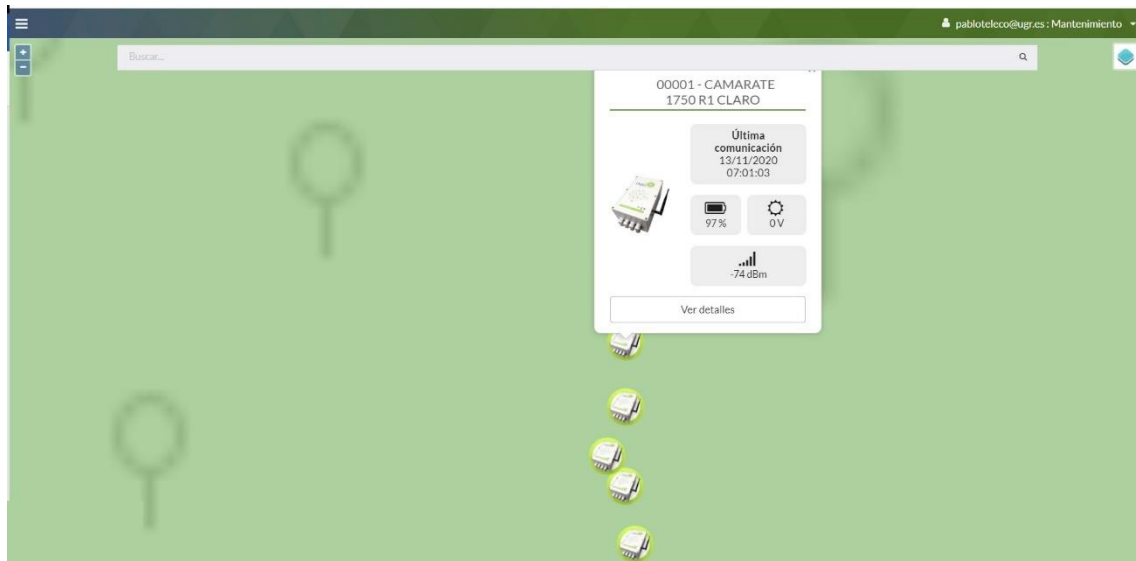 pabloteleco@ugr.es : Mantenimiento
Buscar...
00001 - CAMARATE
1750 R1 CLARO
Última
comunicación
13/11/2020
07:01:03
97 %
0 V
-74 dBm
Ver detalles